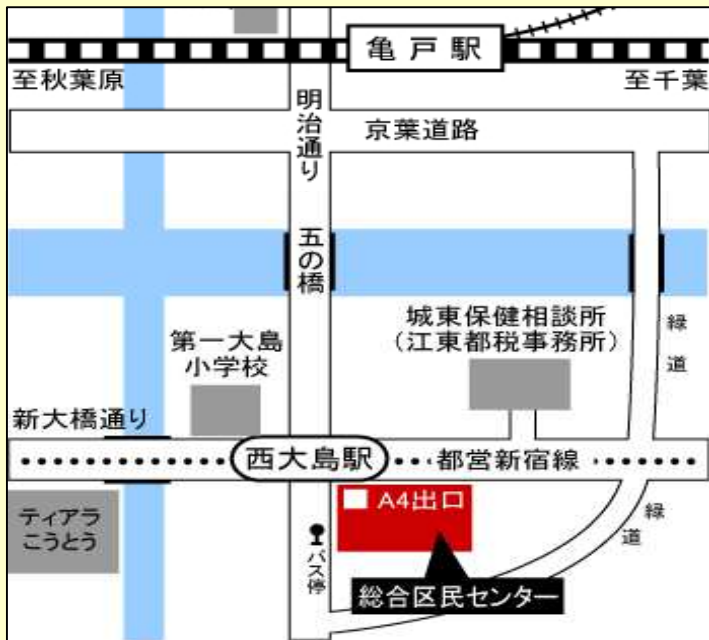 亀戸駅
至秋葉原
至千葉
明治通り
京葉道路
五の橋
城東保健相談所
(江東都税事務所)
緑道
第一大島
小学校
新大橋通り
西大島駅
都営新宿線
ティアラ
こうとう
A4出口
緑道
バス停
総合区民センター